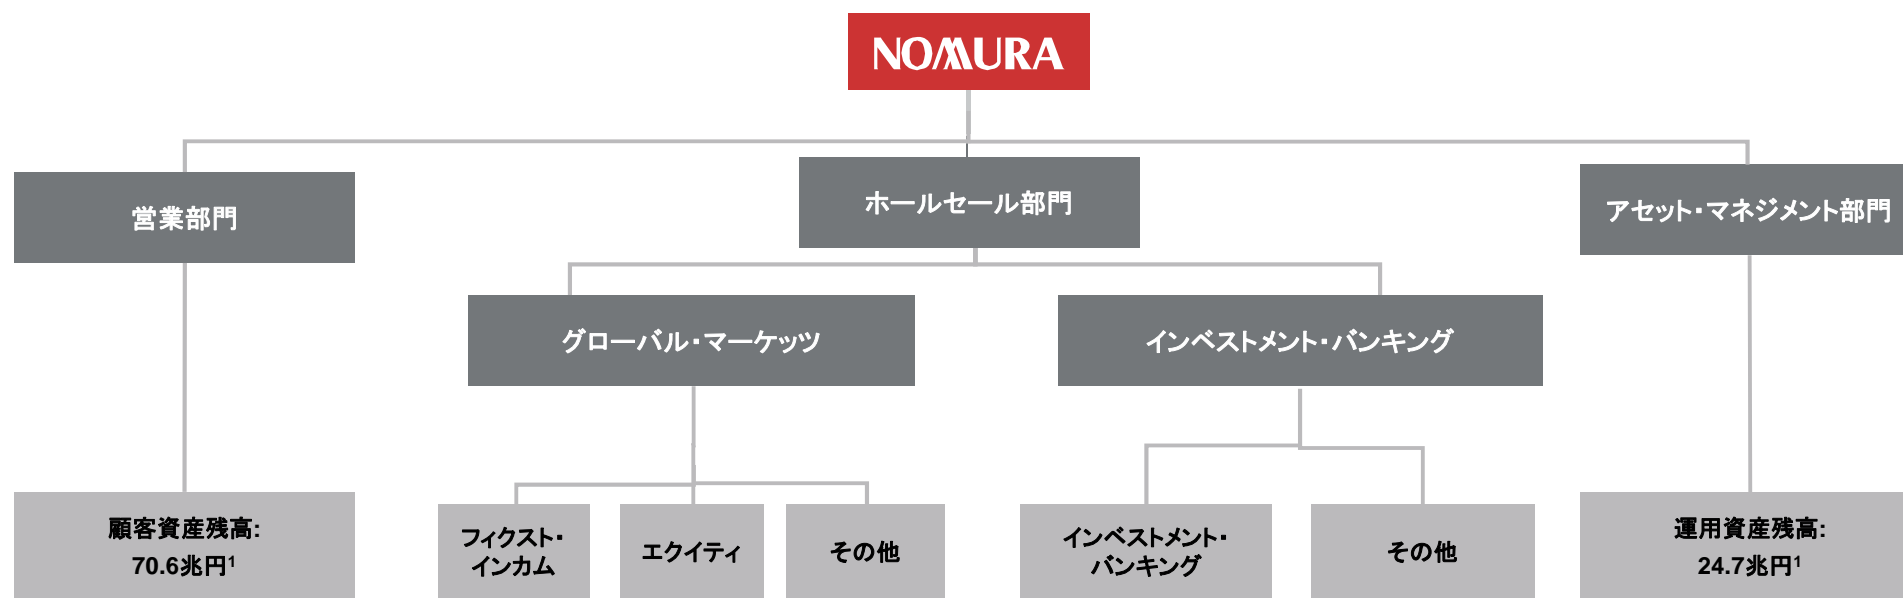 NOMURA
営業部門
ホールセール部門
アセット・マネジメント部門
グローバル・マーケッツ
インベストメント・バンキング
顧客資産残高:
70.6兆円¹
フィクスト・
インカム
エクイティ
その他
インベストメント・
バンキング
その他
運用資産残高:
24.7兆円¹